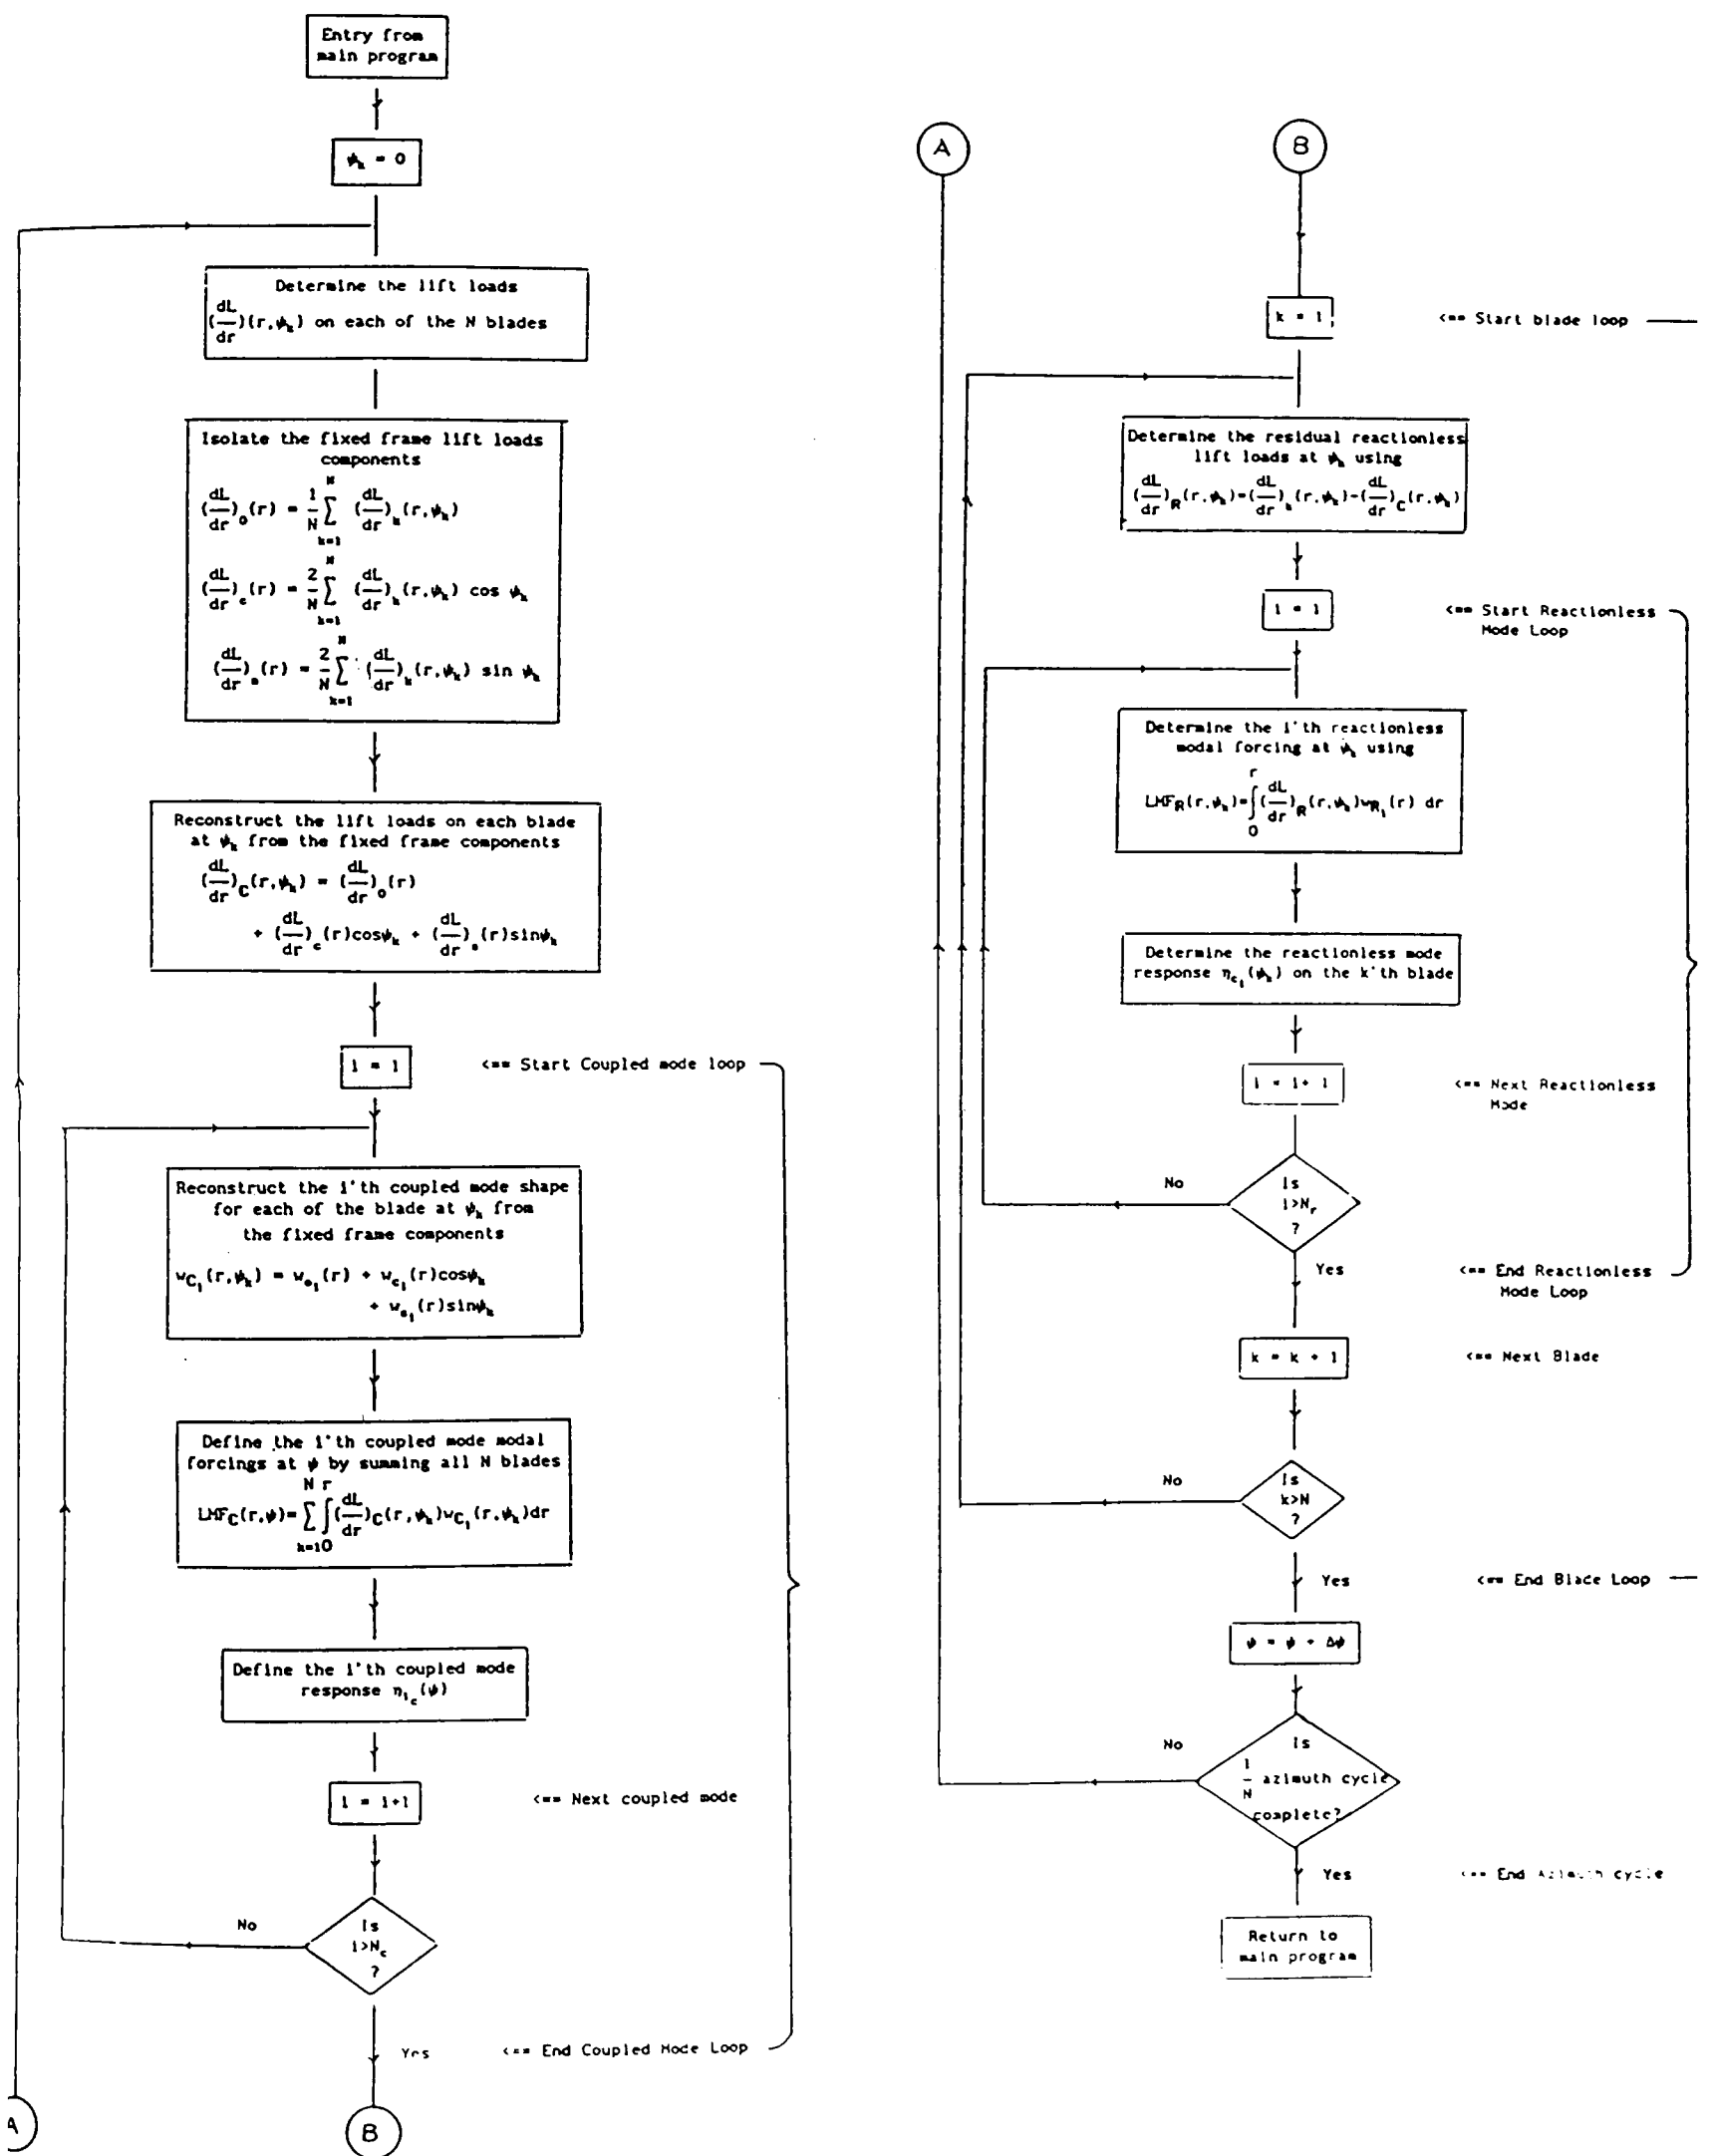 Entry from
main program
ψk = 0
Determine the lift loads
(dL/dr)(r,ψk) on each of the N blades
Isolate the fixed frame lift loads
components
(dL/dr)o(r) = 1/N N∑k=1 (dL/dr)k(r,ψk)
(dL/dr)c(r) = 2/N N∑k=1 (dL/dr)k(r,ψk) cos ψk
(dL/dr)s(r) = 2/N N∑k=1 (dL/dr)k(r,ψk) sin ψk
Reconstruct the lift loads on each blade
at ψk from the fixed frame components
(dL/dr)C(r,ψk) = (dL/dr)o(r)
+ (dL/dr)c(r)cosψk + (dL/dr)s(r)sinψk
i = 1
<== Start Coupled mode loop
Reconstruct the i'th coupled mode shape
for each of the blade at ψk from
the fixed frame components
wCi(r,ψk) = woi(r) + wci(r)cosψk
+ wsi(r)sinψk
Define the i'th coupled mode modal
forcings at ψ by summing all N blades
LMFC(r,ψ)= N∑k=1 r∫0 (dL/dr)C(r,ψk)wCi(r,ψk)dr
Define the i'th coupled mode
response ηic(ψ)
i = i+1
<== Next coupled mode
No
Is
i>Nc
?
Yes
<== End Coupled Mode Loop
A
B
A
B
k = 1
<== Start blade loop
Determine the residual reactionless
lift loads at ψk using
(dL/dr)R(r,ψk)=(dL/dr)k(r,ψk)-(dL/dr)C(r,ψk)
i = 1
<== Start Reactionless
Mode Loop
Determine the i'th reactionless
modal forcing at ψk using
LMFR(r,ψk)= r∫0 (dL/dr)R(r,ψk)wRi(r) dr
Determine the reactionless mode
response ηci(ψk) on the k'th blade
i = i+ 1
<== Next Reactionless
Mode
No
Is
i>Nr
?
Yes
<== End Reactionless
Mode Loop
k = k + 1
<== Next Blade
No
Is
k>N
?
Yes
<== End Blade Loop
ψ = ψ + Δψ
No
Is
1/N azimuth cycle
complete?
Yes
<== End Azimuth cycle
Return to
main program